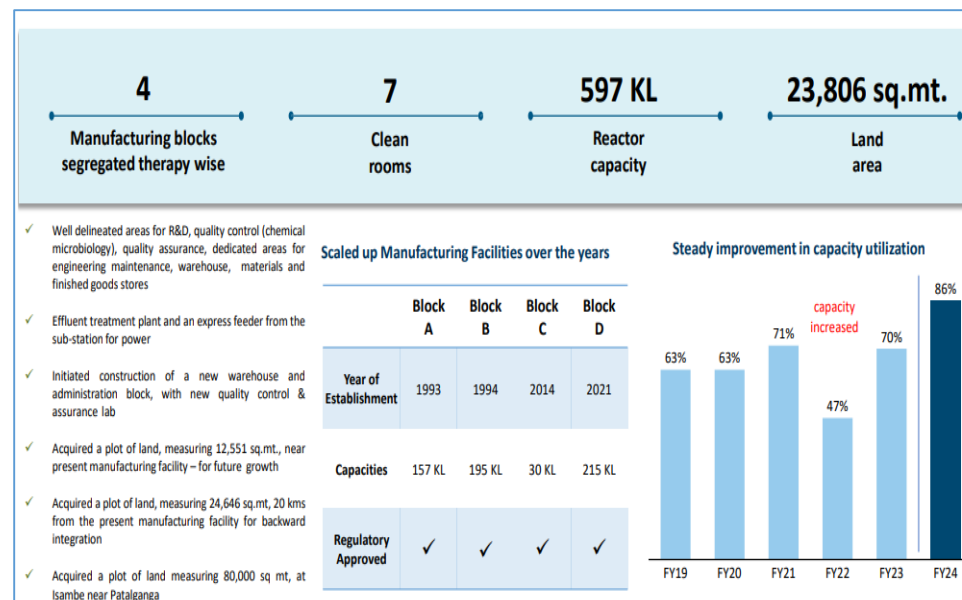 4
Manufacturing blocks
segregated therapy wise
7
Clean
rooms
597 KL
Reactor
capacity
23,806 sq.mt.
Land
area
✓ Well delineated areas for R&D, quality control (chemical
microbiology), quality assurance, dedicated areas for
engineering maintenance, warehouse, materials and
finished goods stores
✓ Effluent treatment plant and an express feeder from the
sub-station for power
✓ Initiated construction of a new warehouse and
administration block, with new quality control &
assurance lab
✓ Acquired a plot of land, measuring 12,551 sq.mt., near
present manufacturing facility – for future growth
✓ Acquired a plot of land, measuring 24,646 sq.mt, 20 kms
from the present manufacturing facility for backward
integration
✓ Acquired a plot of land measuring 80,000 sq mt, at
Isambe near Patalganga
Scaled up Manufacturing Facilities over the years
Block A Block B Block C Block D
Year of Establishment 1993 1994 2014 2021
Capacities 157 KL 195 KL 30 KL 215 KL
Regulatory Approved ✓ ✓ ✓ ✓
Steady improvement in capacity utilization
63% 63% 71% 47% 70% 86%
capacity
increased
FY19 FY20 FY21 FY22 FY23 FY24